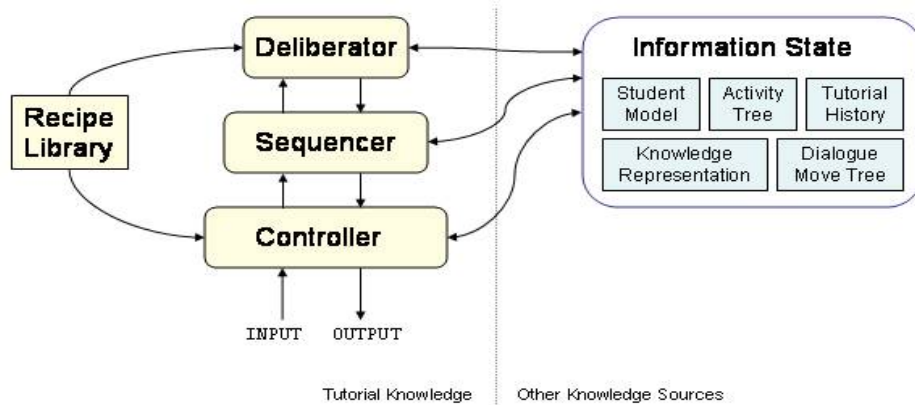 Deliberator
Recipe
Library
Sequencer
Controller
INPUT
OUTPUT
Tutorial Knowledge
Information State
Student
Model
Activity
Tree
Tutorial
History
Knowledge
Representation
Dialogue
Move Tree
Other Knowledge Sources